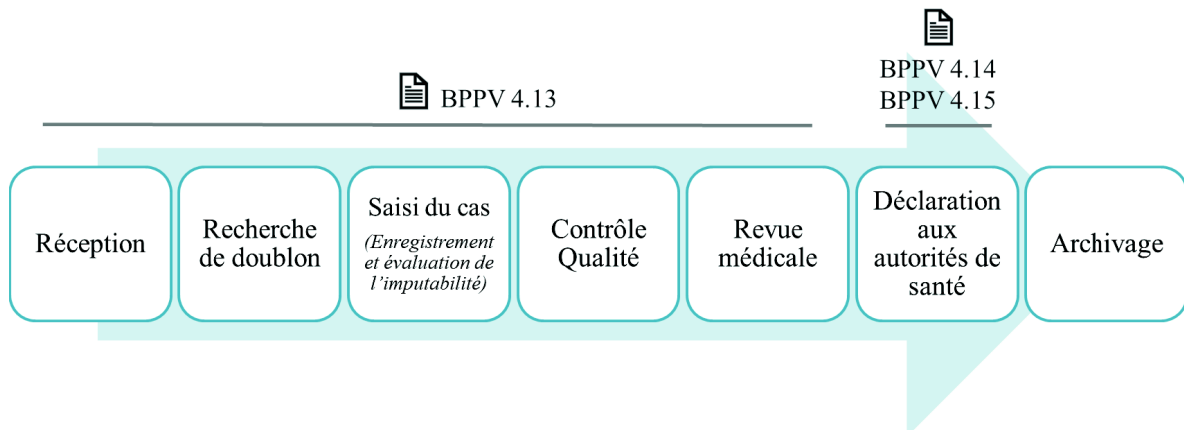 BPPV 4.13
BPPV 4.14
BPPV 4.15
Réception
Recherche
de doublon
Saisi du cas
(Enregistrement
et évaluation de
l’imputabilité)
Contrôle
Qualité
Revue
médicale
Déclaration
aux
autorités de
santé
Archivage